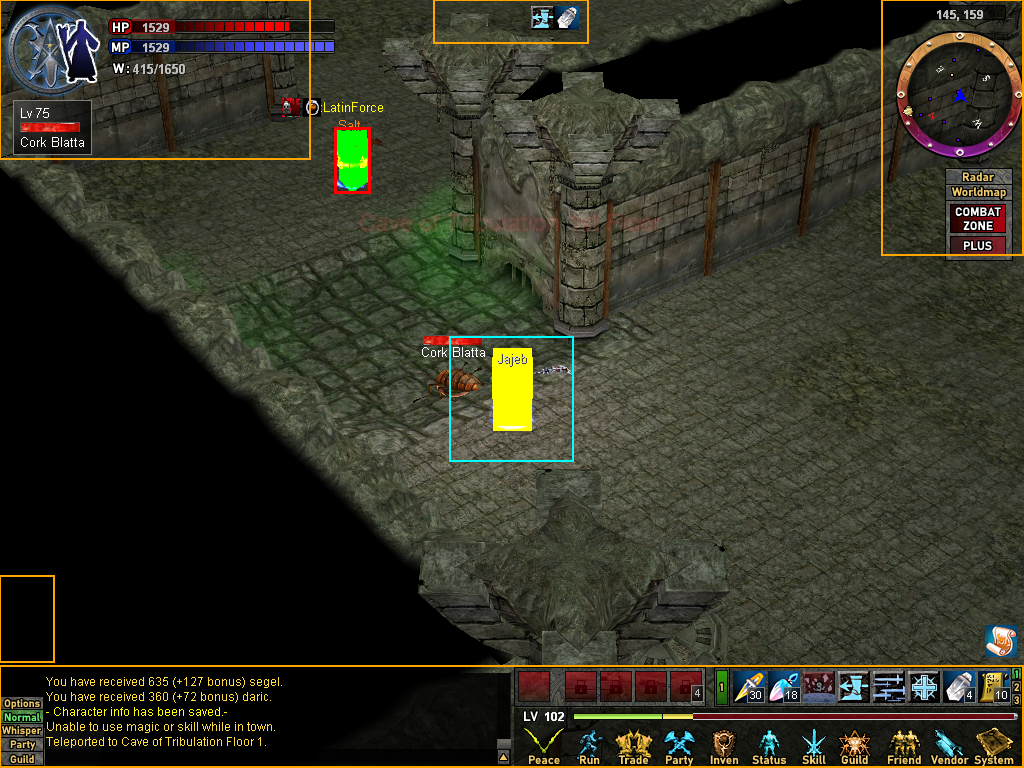 HP 1529
MP 1529
W: 415/1650
Lv 75
Cork Blatta
145, 159
Radar
Worldmap
COMBAT
ZONE
PLUS
LatinForce
Salt
Cave of Tribulation
Cork Blatta
Jajeb
You have received 635 (+127 bonus) segel.
You have received 360 (+72 bonus) daric.
- Character info has been saved.-
Unable to use magic or skill while in town.
Teleported to Cave of Tribulation Floor 1.
Options
Normal
Whisper
Party
Guild
4 1 30 18 4 10 1 2 3
LV 102
Peace Run Trade Party Inven Status Skill Guild Friend Vendor System